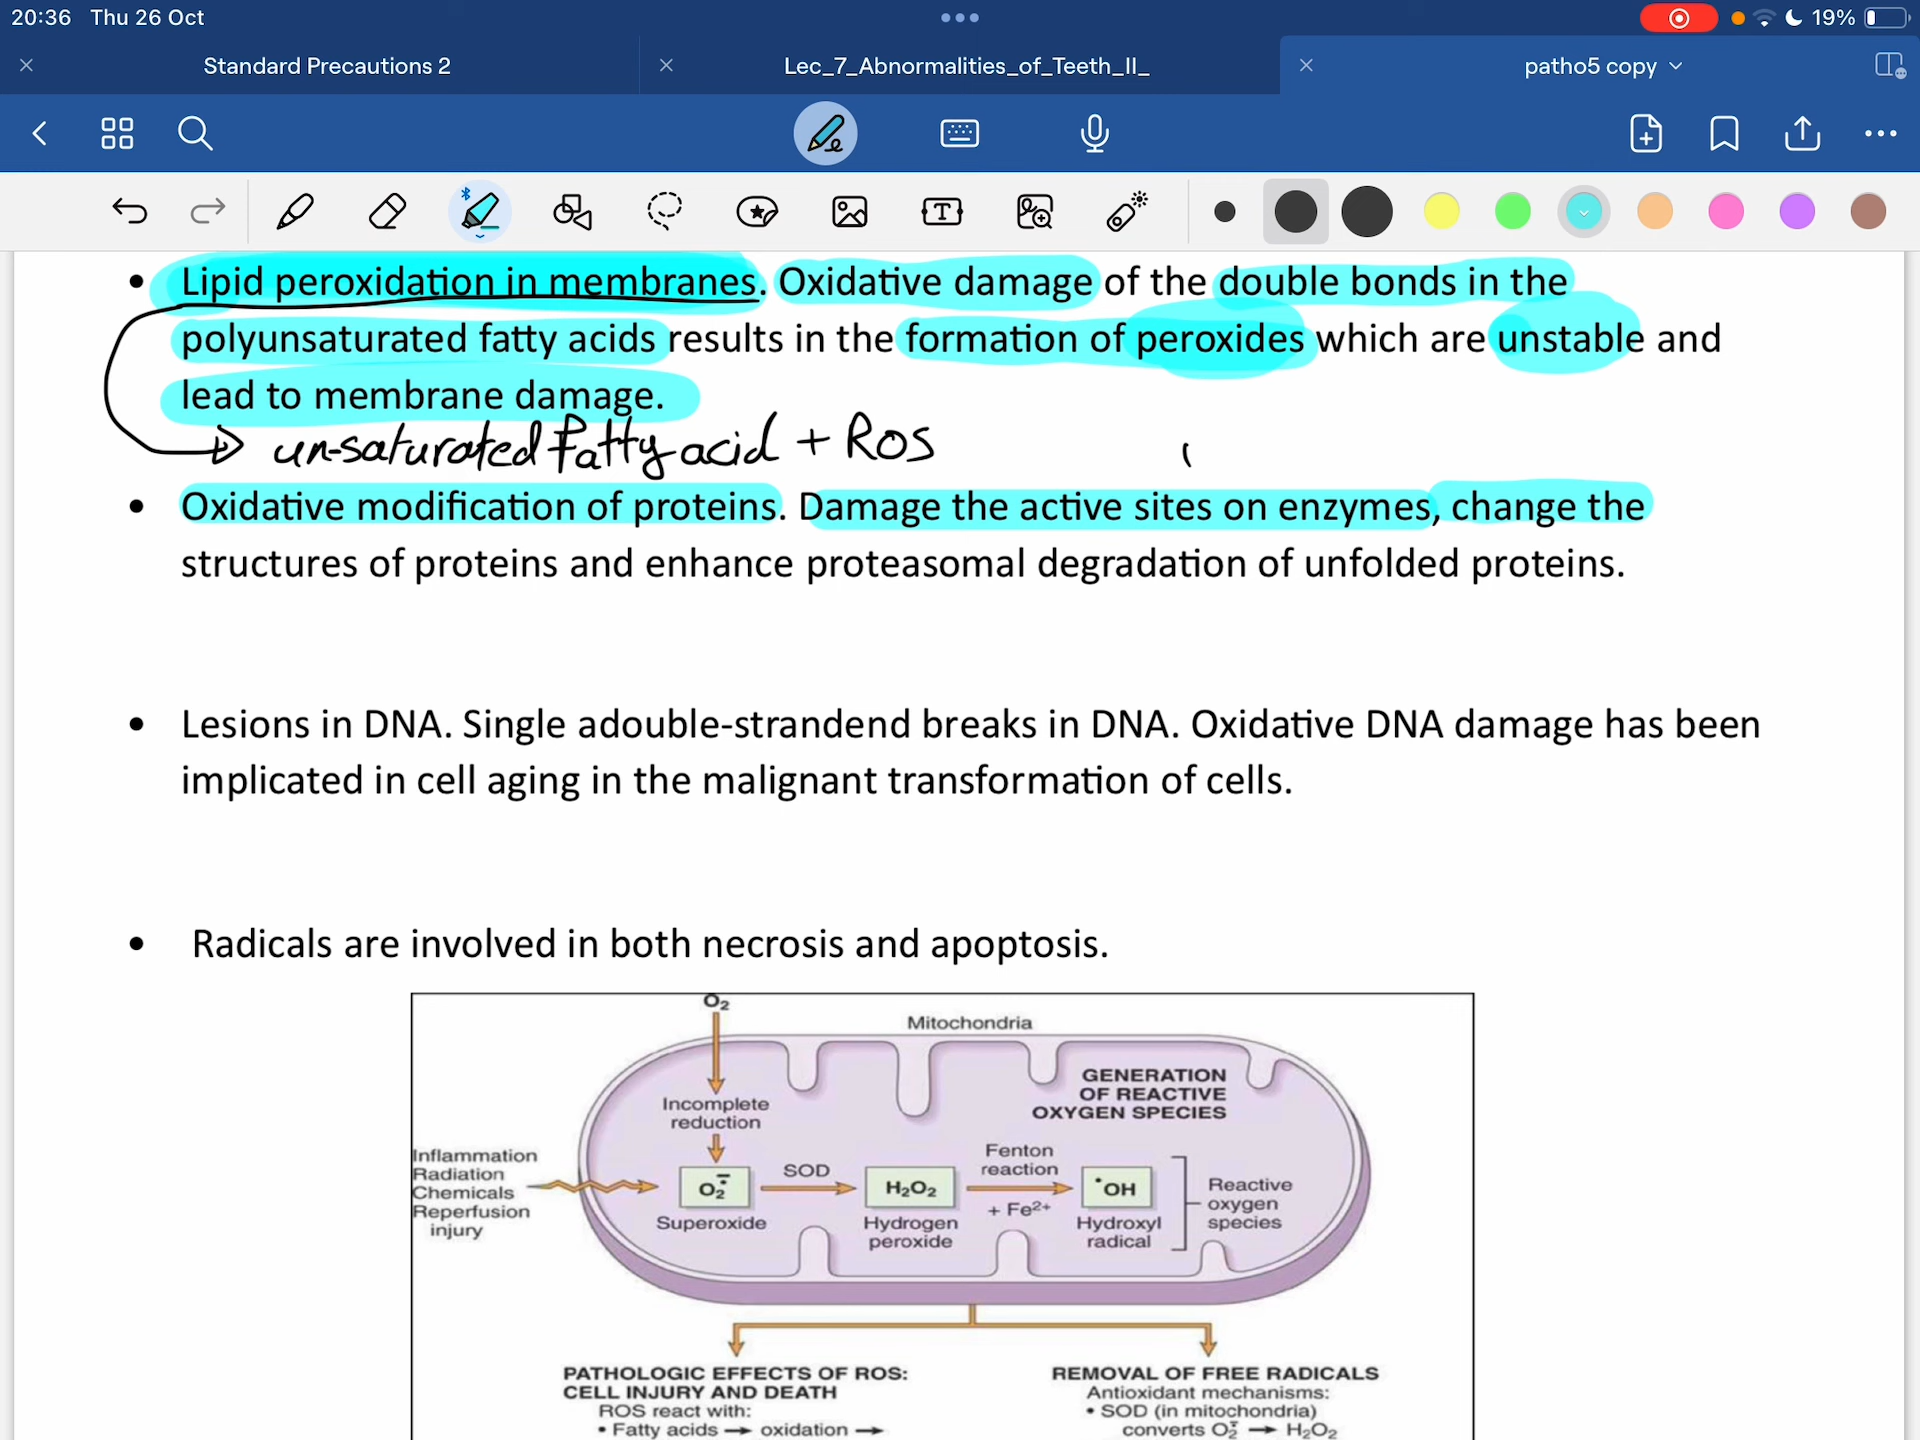 20:36 Thu 26 Oct
19%
Standard Precautions 2
Lec_7_Abnormalities_of_Teeth_II_
patho5 copy
• Lipid peroxidation in membranes. Oxidative damage of the double bonds in the
polyunsaturated fatty acids results in the formation of peroxides which are unstable and
lead to membrane damage.
un-saturated fatty acid + Ros
• Oxidative modification of proteins. Damage the active sites on enzymes, change the
structures of proteins and enhance proteasomal degradation of unfolded proteins.
• Lesions in DNA. Single adouble-strandend breaks in DNA. Oxidative DNA damage has been
implicated in cell aging in the malignant transformation of cells.
• Radicals are involved in both necrosis and apoptosis.
O₂
Mitochondria
GENERATION
OF REACTIVE
OXYGEN SPECIES
Incomplete
reduction
Inflammation
Radiation
Chemicals
Reperfusion
injury
O₂⁻
Superoxide
SOD
H₂O₂
Hydrogen
peroxide
Fenton
reaction
+ Fe²⁺
•OH
Hydroxyl
radical
Reactive
oxygen
species
PATHOLOGIC EFFECTS OF ROS:
CELL INJURY AND DEATH
ROS react with:
• Fatty acids → oxidation →
REMOVAL OF FREE RADICALS
Antioxidant mechanisms:
• SOD (in mitochondria)
converts O₂⁻ → H₂O₂